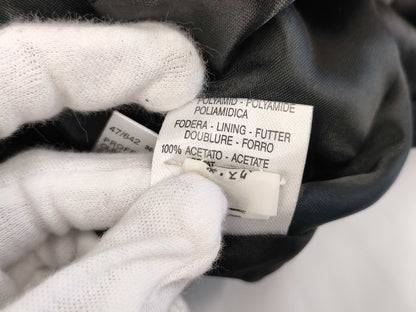 POLYAMID - POLYAMIDE
POLIAMIDICA
FODERA - LINING - FUTTER
DOUBLURE - FORRO
100% ACETATO - ACETATE
47/642